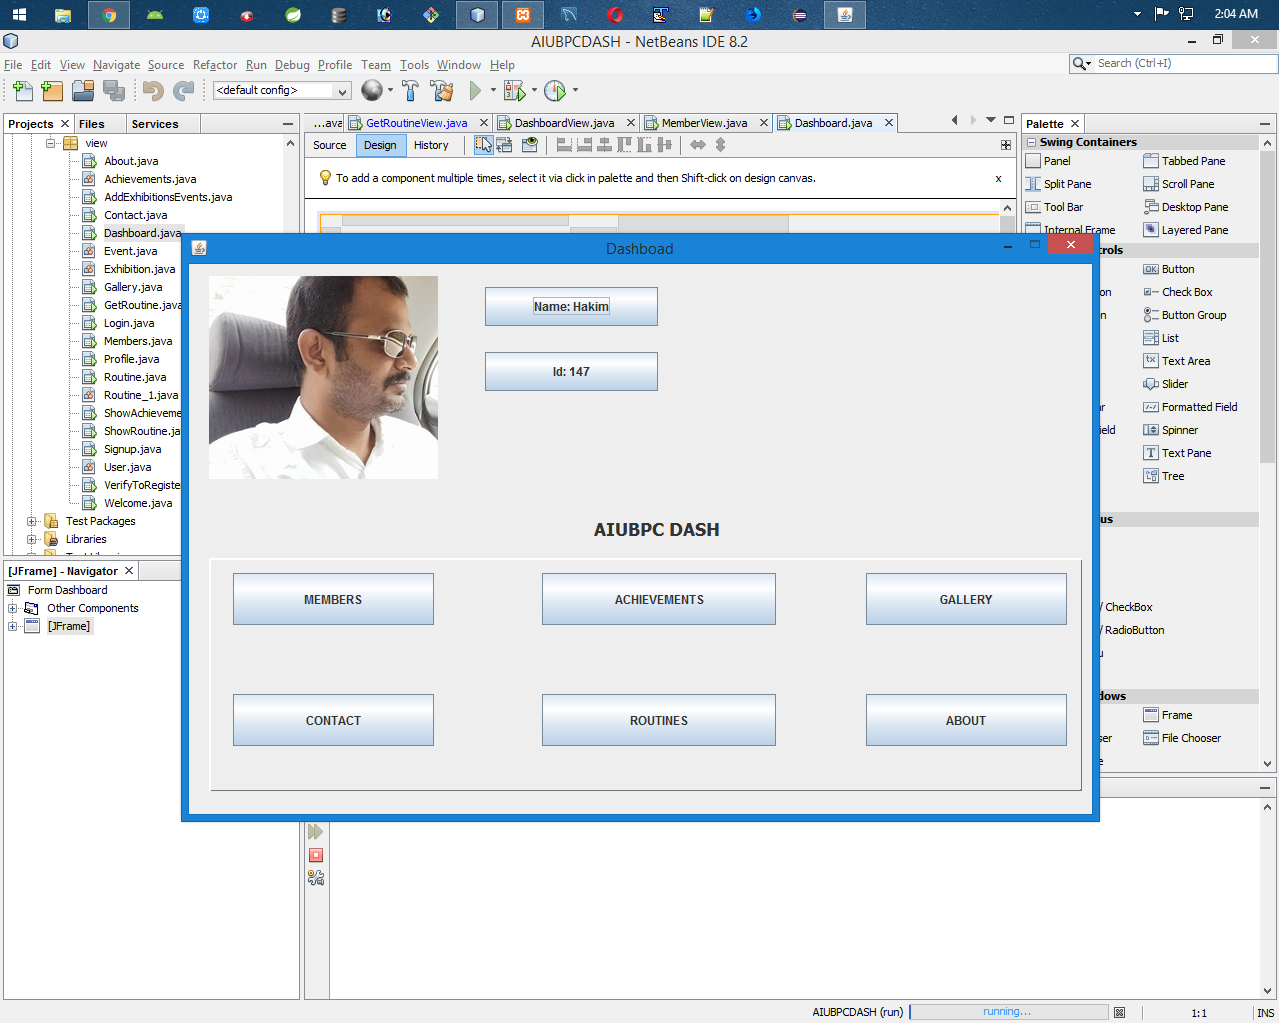 2:04 AM
AIUBPCDASH - NetBeans IDE 8.2
File Edit View Navigate Source Refactor Run Debug Profile Team Tools Window Help
Search (Ctrl+I)
<default config>
Projects Files Services
...ava GetRoutineView.java DashboardView.java MemberView.java Dashboard.java
Source Design History
To add a component multiple times, select it via click in palette and then Shift-click on design canvas.
x
view
About.java
Achievements.java
AddExhibitionsEvents.java
Contact.java
Dashboard.java
Event.java
Exhibition.java
Gallery.java
GetRoutine.java
Login.java
Members.java
Profile.java
Routine.java
Routine_1.java
ShowAchieveme
ShowRoutine.ja
Signup.java
User.java
VerifyToRegiste
Welcome.java
Test Packages
Libraries
[JFrame] - Navigator
Form Dashboard
Other Components
[JFrame]
Dashboad
Name: Hakim
Id: 147
AIUBPC DASH
MEMBERS ACHIEVEMENTS GALLERY
CONTACT ROUTINES ABOUT
Palette
Swing Containers
Panel Tabbed Pane
Split Pane Scroll Pane
Tool Bar Desktop Pane
Internal Frame Layered Pane
rols
Button
on Check Box
n Button Group
List
Text Area
Slider
ar Formatted Field
ield Spinner
Text Pane
Tree
us
/ CheckBox
/ RadioButton
u
dows
Frame
ser File Chooser
e
AIUBPCDASH (run) running...
1:1 INS